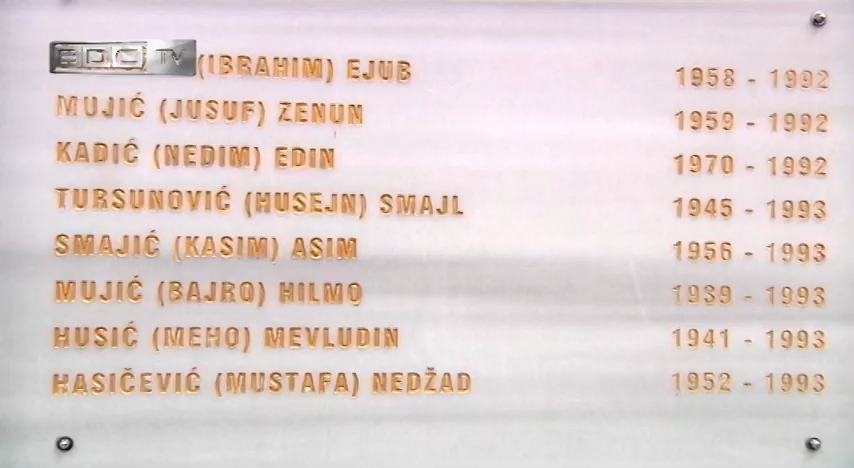 BDC TV
(IBRAHIM) EJUB 1958 - 1992
MUJIĆ (JUSUF) ZENUN 1959 - 1992
KADIĆ (NEDIM) EDIN 1970 - 1992
TURSUNOVIĆ (HUSEJN) SMAJL 1945 - 1993
SMAJIĆ (KASIM) ASIM 1956 - 1993
MUJIĆ (BAJRO) HILMO 1939 - 1993
HUSIĆ (MEHO) MEVLUDIN 1941 - 1993
HASIČEVIĆ (MUSTAFA) NEDŽAD 1952 - 1993